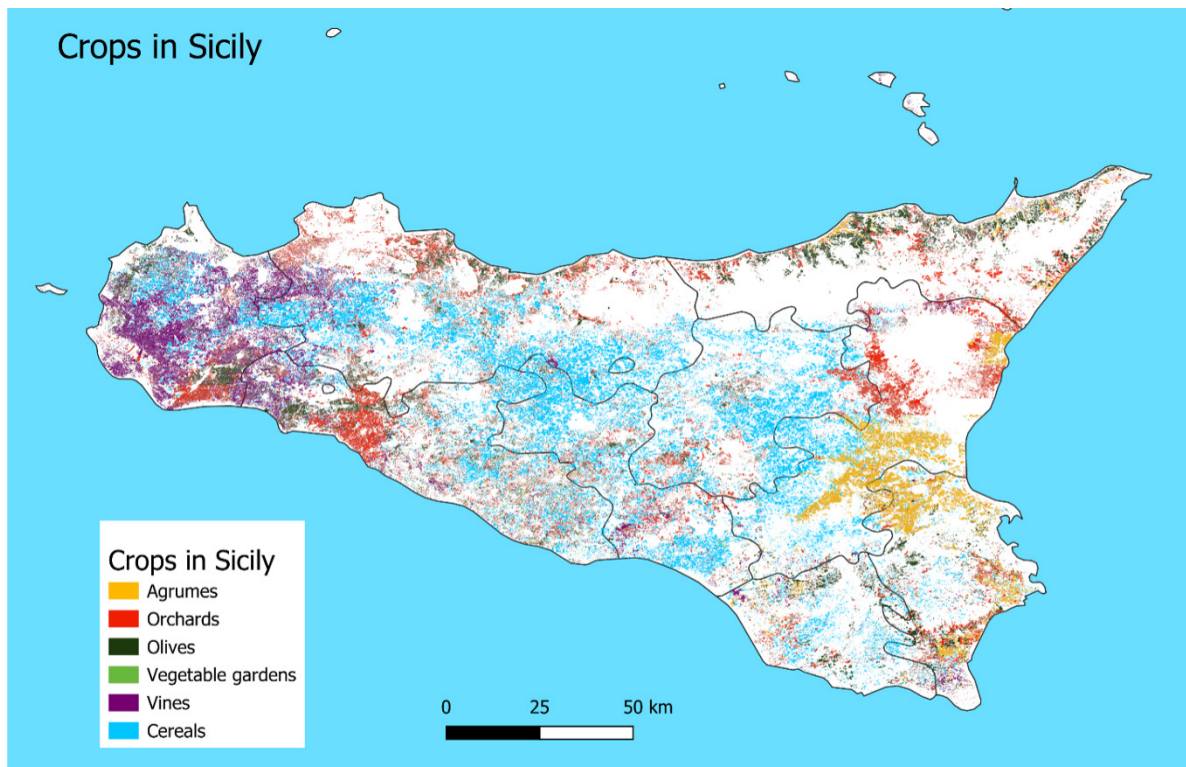 Crops in Sicily
Crops in Sicily
Agrumes
Orchards
Olives
Vegetable gardens
Vines
Cereals
0 25 50 km